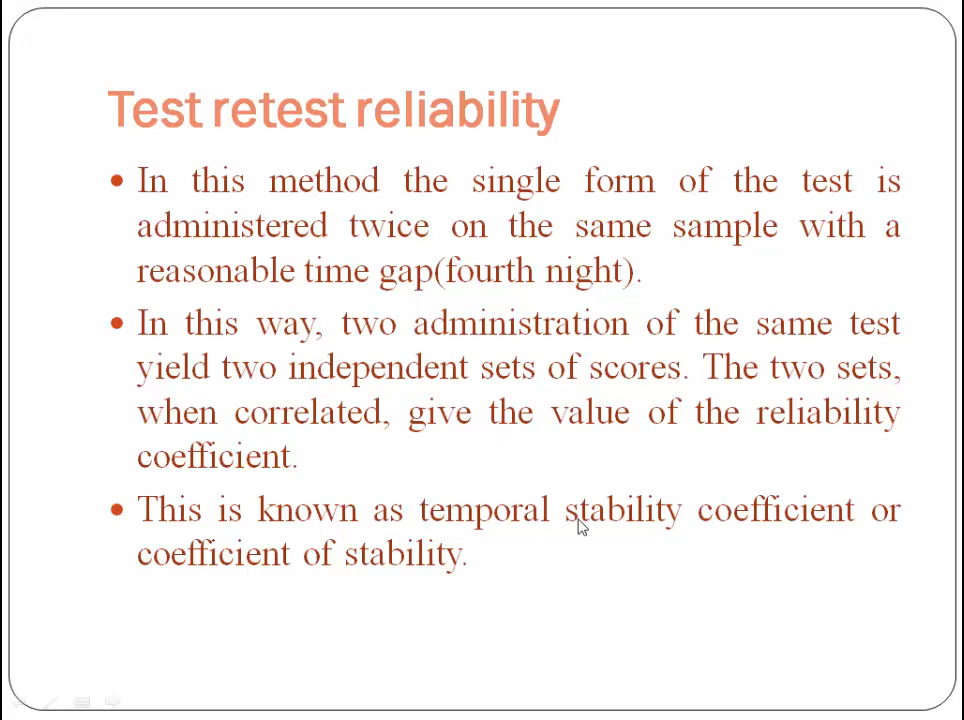 Test retest reliability
• In this method the single form of the test is
administered twice on the same sample with a
reasonable time gap(fourth night).
• In this way, two administration of the same test
yield two independent sets of scores. The two sets,
when correlated, give the value of the reliability
coefficient.
• This is known as temporal stability coefficient or
coefficient of stability.